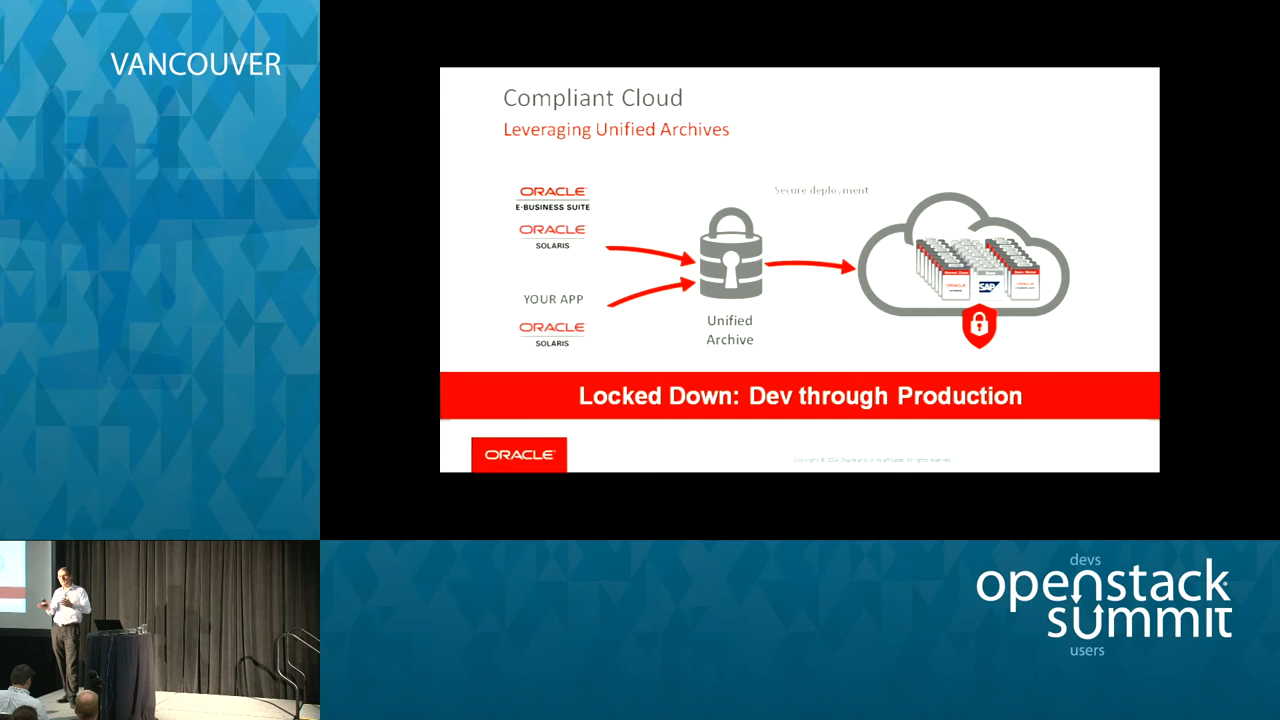 VANCOUVER
Compliant Cloud
Leveraging Unified Archives
ORACLE
E-BUSINESS SUITE
ORACLE
SOLARIS
YOUR APP
ORACLE
SOLARIS
Unified
Archive
Secure deployment
SAP
Locked Down: Dev through Production
ORACLE
devs
openstack
summit
users